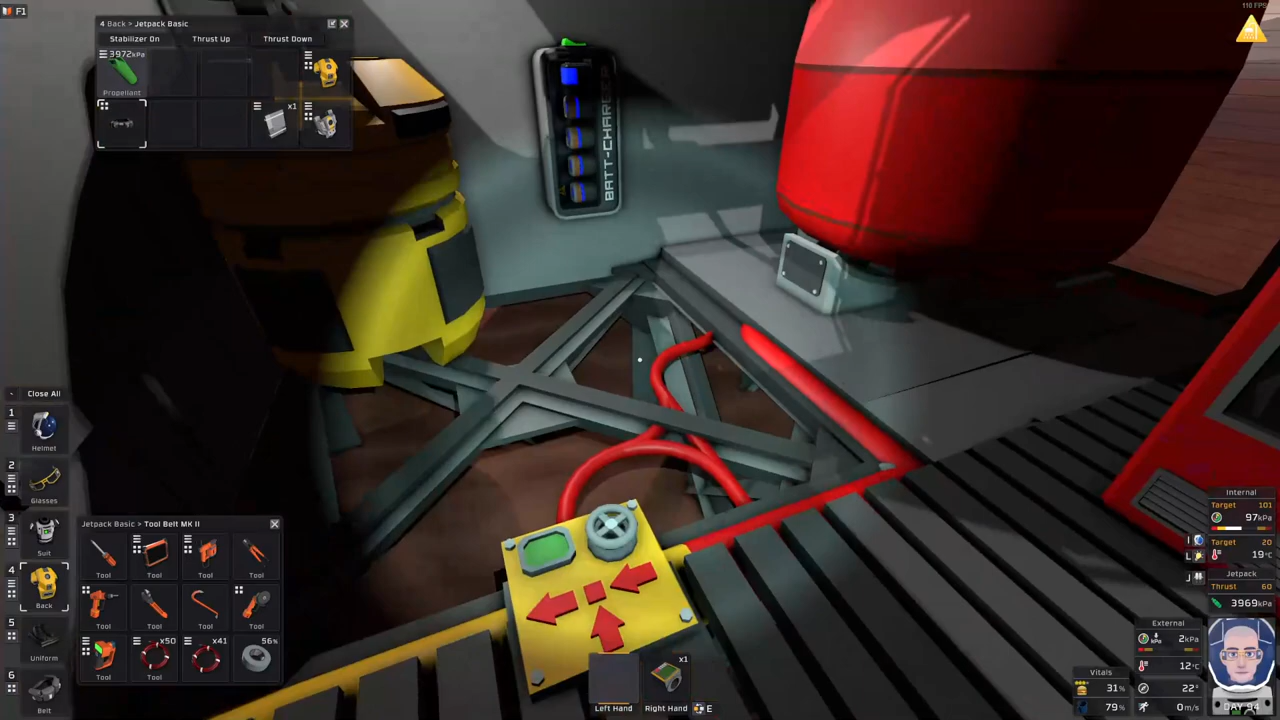 F1
110 FPS
4 Back > Jetpack Basic
Stabilizer On Thrust Up Thrust Down
3972kPa
Propellant
x1
BATT-CHARGER
Close All
1
Helmet
2
Glasses
3
Suit
4
Back
5
Uniform
6
Belt
Jetpack Basic > Tool Belt MK II
Tool Tool Tool Tool
Tool Tool Tool Tool
x50 x41 56%
Tool Tool Tool Tool
x1
Left Hand Right Hand E
Internal
Target 101
97kPa
Target 20
19°C
Jetpack
Thrust 60
3969kPa
External
2kPa
12°C
22°
0m/s
Vitals
31%
79%
DAY 94